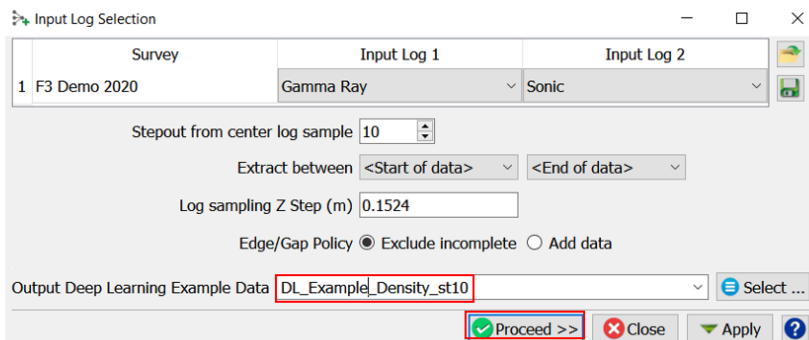 Input Log Selection
Survey Input Log 1 Input Log 2
1 F3 Demo 2020 Gamma Ray Sonic
Stepout from center log sample 10
Extract between <Start of data> <End of data>
Log sampling Z Step (m) 0.1524
Edge/Gap Policy Exclude incomplete Add data
Output Deep Learning Example Data DL_Example_Density_st10 Select ...
Proceed >> Close Apply ?